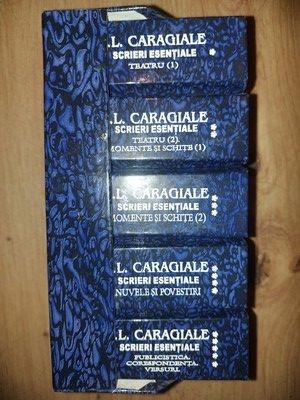 .L. CARAGIALE
SCRIERI ESENȚIALE
TEATRU (1)
*
.L. CARAGIALE
SCRIERI ESENȚIALE
TEATRU (2).
MOMENTE ȘI SCHIȚE (1)
**
.L. CARAGIALE
SCRIERI ESENȚIALE
MOMENTE ȘI SCHIȚE (2)
***
.L. CARAGIALE
SCRIERI ESENȚIALE
NUVELE ȘI POVESTIRI
****
.L. CARAGIALE
SCRIERI ESENȚIALE
PUBLICISTICA.
CORESPONDENȚA.
VERSURI.
*****